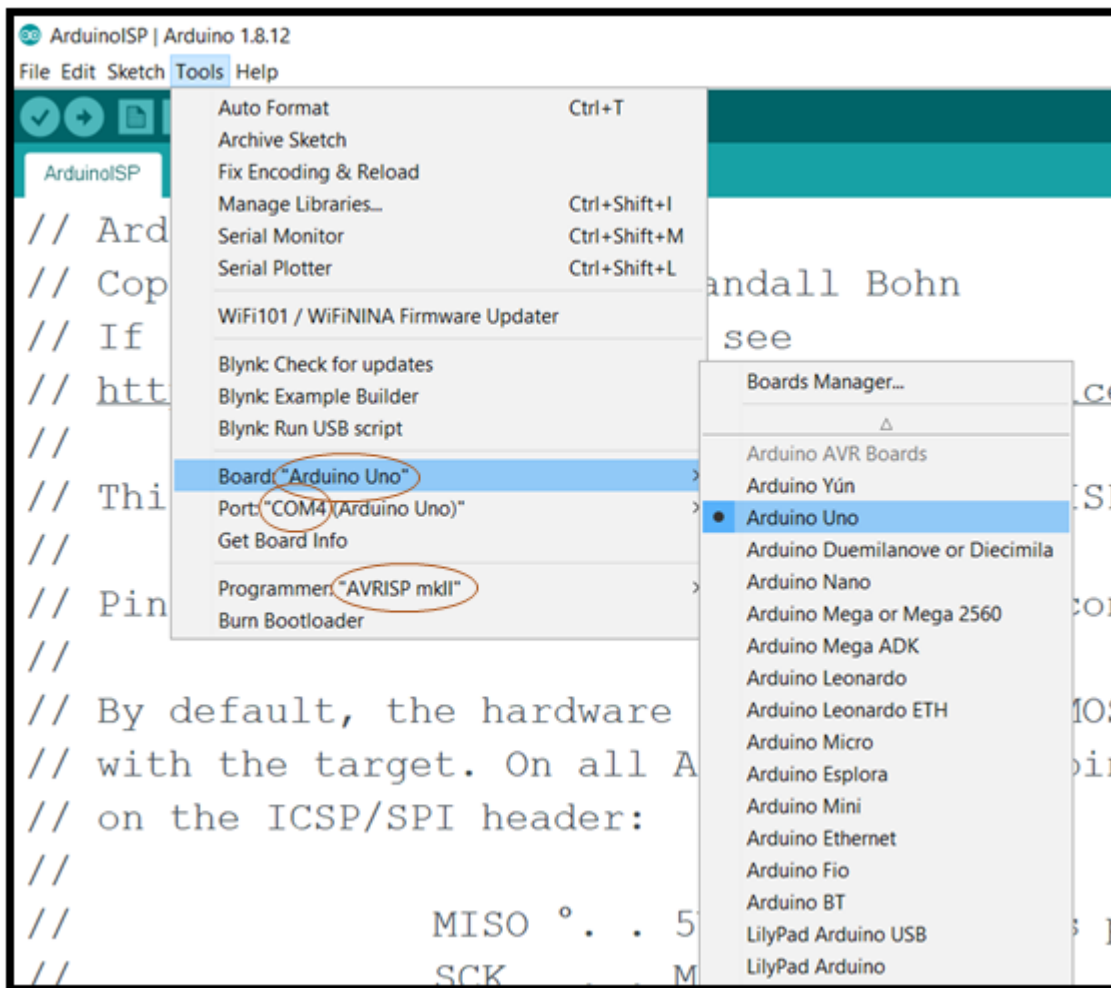 ArduinoISP | Arduino 1.8.12
File Edit Sketch Tools Help
ArduinoISP
Auto Format Ctrl+T
Archive Sketch
Fix Encoding & Reload
Manage Libraries... Ctrl+Shift+I
Serial Monitor Ctrl+Shift+M
Serial Plotter Ctrl+Shift+L
WiFi101 / WiFiNINA Firmware Updater
Blynk: Check for updates
Blynk: Example Builder
Blynk: Run USB script
Board: "Arduino Uno"
Port: "COM4 (Arduino Uno)"
Get Board Info
Programmer: "AVRISP mkII"
Burn Bootloader
Boards Manager...
Arduino AVR Boards
Arduino Yún
Arduino Uno
Arduino Duemilanove or Diecimila
Arduino Nano
Arduino Mega or Mega 2560
Arduino Mega ADK
Arduino Leonardo
Arduino Leonardo ETH
Arduino Micro
Arduino Esplora
Arduino Mini
Arduino Ethernet
Arduino Fio
Arduino BT
LilyPad Arduino USB
LilyPad Arduino
// Ard
// Cop andall Bohn
// If see
// htt
//
// Thi
//
// Pin
//
// By default, the hardware MOS
// with the target. On all A pin
// on the ICSP/SPI header:
//
// MISO °. . 5
// SCK . . M